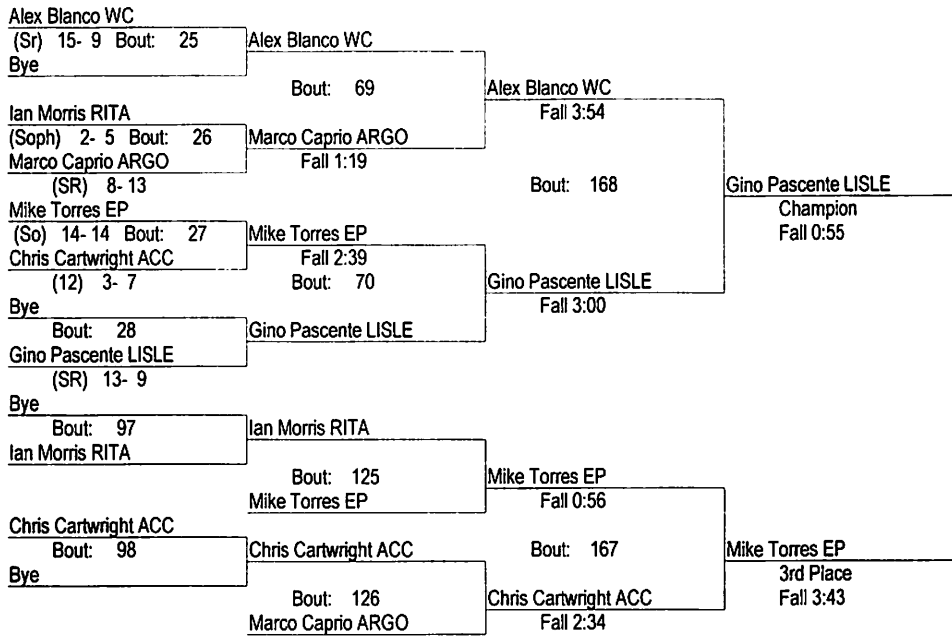 Alex Blanco WC
(Sr) 15- 9 Bout: 25
Bye
Alex Blanco WC
Bout: 69
Ian Morris RITA
(Soph) 2- 5 Bout: 26
Marco Caprio ARGO
(SR) 8- 13
Marco Caprio ARGO
Fall 1:19
Alex Blanco WC
Fall 3:54
Mike Torres EP
(So) 14- 14 Bout: 27
Chris Cartwright ACC
(12) 3- 7
Mike Torres EP
Fall 2:39
Bout: 70
Bye
Bout: 28
Gino Pascente LISLE
(SR) 13- 9
Gino Pascente LISLE
Gino Pascente LISLE
Fall 3:00
Bout: 168
Gino Pascente LISLE
Champion
Fall 0:55
Bye
Bout: 97
Ian Morris RITA
Ian Morris RITA
Bout: 125
Mike Torres EP
Mike Torres EP
Fall 0:56
Chris Cartwright ACC
Bout: 98
Bye
Chris Cartwright ACC
Bout: 126
Marco Caprio ARGO
Chris Cartwright ACC
Fall 2:34
Bout: 167
Mike Torres EP
3rd Place
Fall 3:43